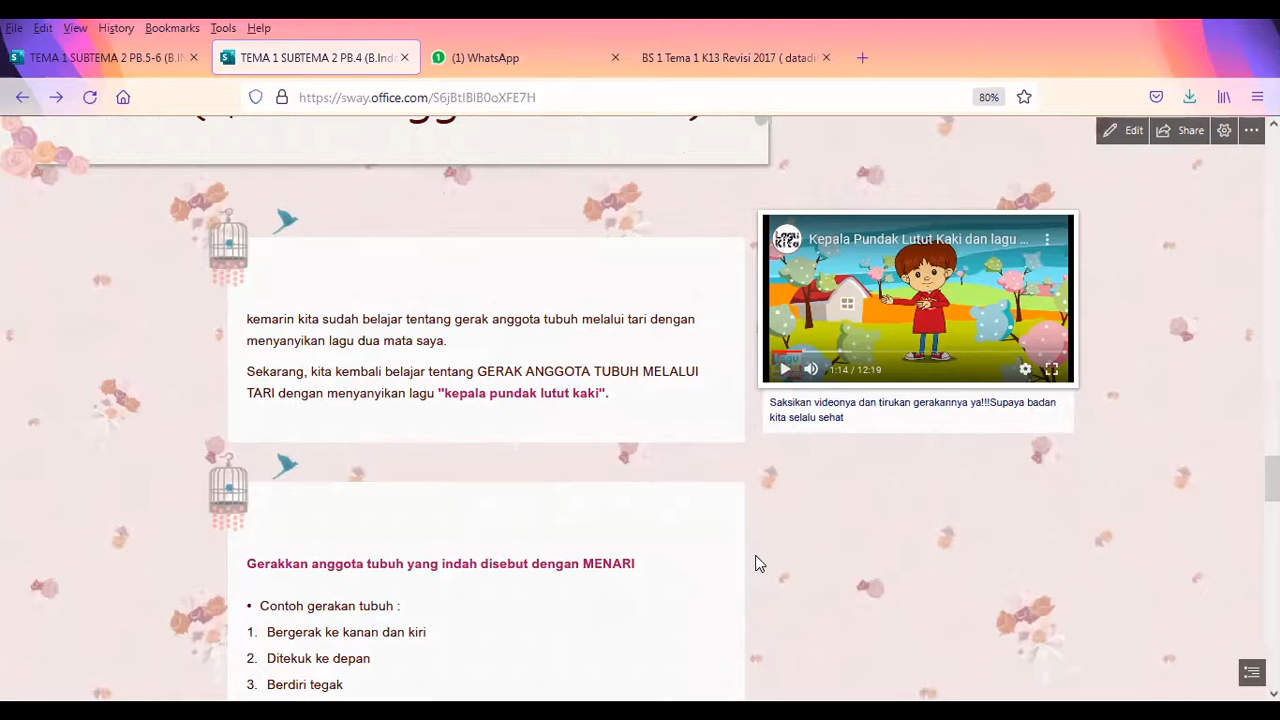 File Edit View History Bookmarks Tools Help
TEMA 1 SUBTEMA 2 PB.5-6 (B.IN
TEMA 1 SUBTEMA 2 PB.4 (B.Indo
(1) WhatsApp
BS 1 Tema 1 K13 Revisi 2017 ( datadi
https://sway.office.com/S6jBtIBlB0oXFE7H
80%
Edit
Share
kemarin kita sudah belajar tentang gerak anggota tubuh melalui tari dengan
menyanyikan lagu dua mata saya.
Sekarang, kita kembali belajar tentang GERAK ANGGOTA TUBUH MELALUI
TARI dengan menyanyikan lagu "kepala pundak lutut kaki".
Lagu Kita
Kepala Pundak Lutut Kaki dan lagu ...
1:14 / 12:19
Saksikan videonya dan tirukan gerakannya ya!!!Supaya badan
kita selalu sehat
Gerakkan anggota tubuh yang indah disebut dengan MENARI
• Contoh gerakan tubuh :
1. Bergerak ke kanan dan kiri
2. Ditekuk ke depan
3. Berdiri tegak